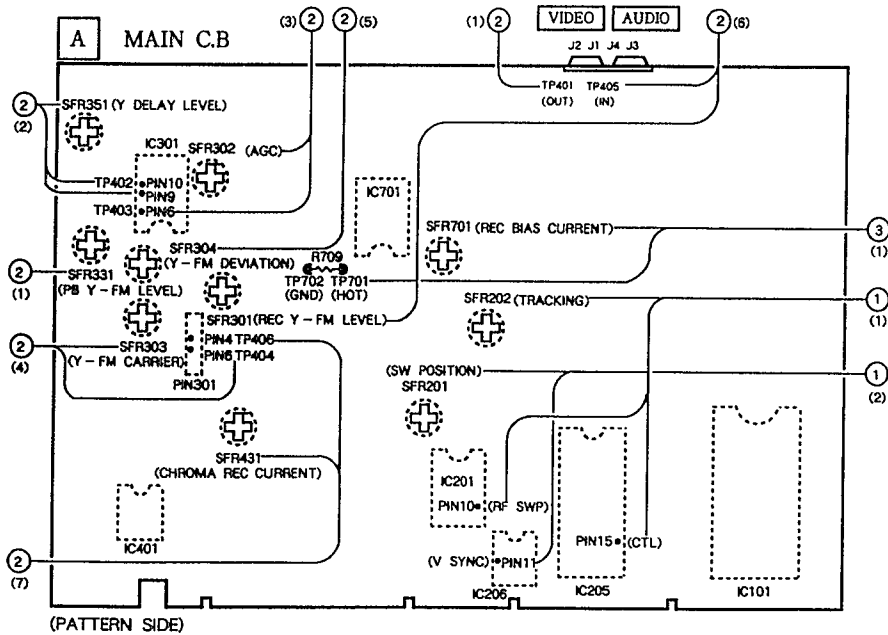 A MAIN C.B
(3) 2
2 (5)
(1) 2
VIDEO AUDIO
2 (6)
J2 J1 J4 J3
TP401 TP405
(OUT) (IN)
2
(2)
SFR351 (Y DELAY LEVEL)
IC301
SFR302 (AGC)
TP402 PIN10
PIN9
TP403 PIN6
IC701
SFR701 (REC BIAS CURRENT)
3
(1)
SFR304
(Y-FM DEVIATION)
R709
TP702 TP701
(GND) (HOT)
2
(1)
SFR331
(PB Y-FM LEVEL)
SFR202 (TRACKING)
1
(1)
SFR301 (REC Y-FM LEVEL)
2
(4)
SFR303
(Y-FM CARRIER)
PIN4 TP406
PIN6 TP404
PIN301
(SW POSITION)
SFR201
1
(2)
SFR431
(CHROMA REC CURRENT)
IC201
PIN10 (RF SWP)
IC401
PIN15 (CTL)
(V SYNC) PIN11
2
(7)
IC206
IC205
IC101
(PATTERN SIDE)